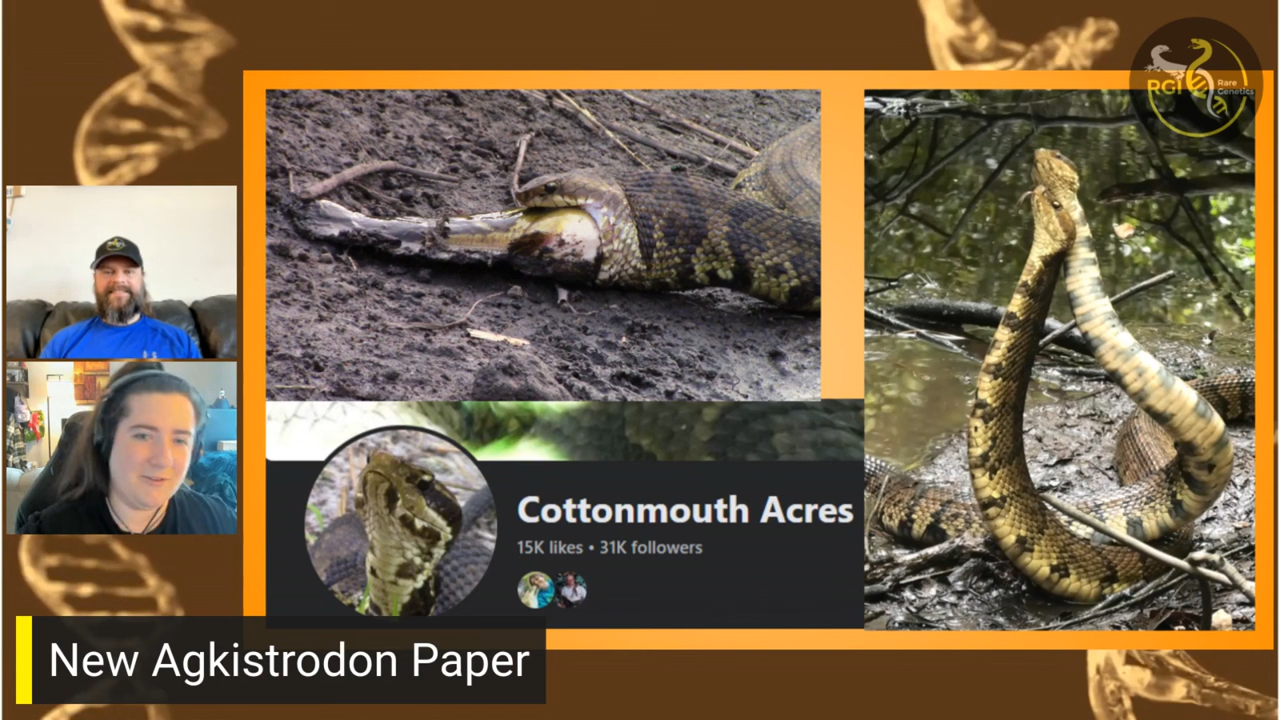 RGI
Rare
Genetics
Cottonmouth Acres
15K likes • 31K followers
New Agkistrodon Paper